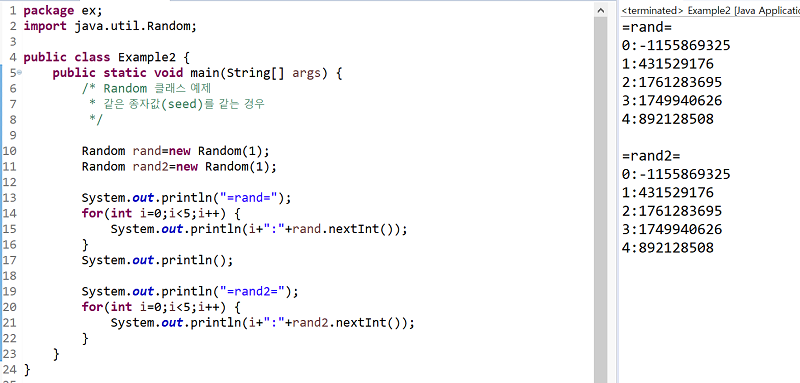 1 package ex;
2 import java.util.Random;
3
4 public class Example2 {
5     public static void main(String[] args) {
6         /* Random 클래스 예제
7          * 같은 종자값(seed)를 같는 경우
8          */
9
10         Random rand=new Random(1);
11         Random rand2=new Random(1);
12
13         System.out.println("=rand=");
14         for(int i=0;i<5;i++) {
15             System.out.println(i+":"+rand.nextInt());
16         }
17         System.out.println();
18
19         System.out.println("=rand2=");
20         for(int i=0;i<5;i++) {
21             System.out.println(i+":"+rand2.nextInt());
22         }
23     }
24 }
<terminated> Example2 [Java Applicatio
=rand=
0:-1155869325
1:431529176
2:1761283695
3:1749940626
4:892128508

=rand2=
0:-1155869325
1:431529176
2:1761283695
3:1749940626
4:892128508